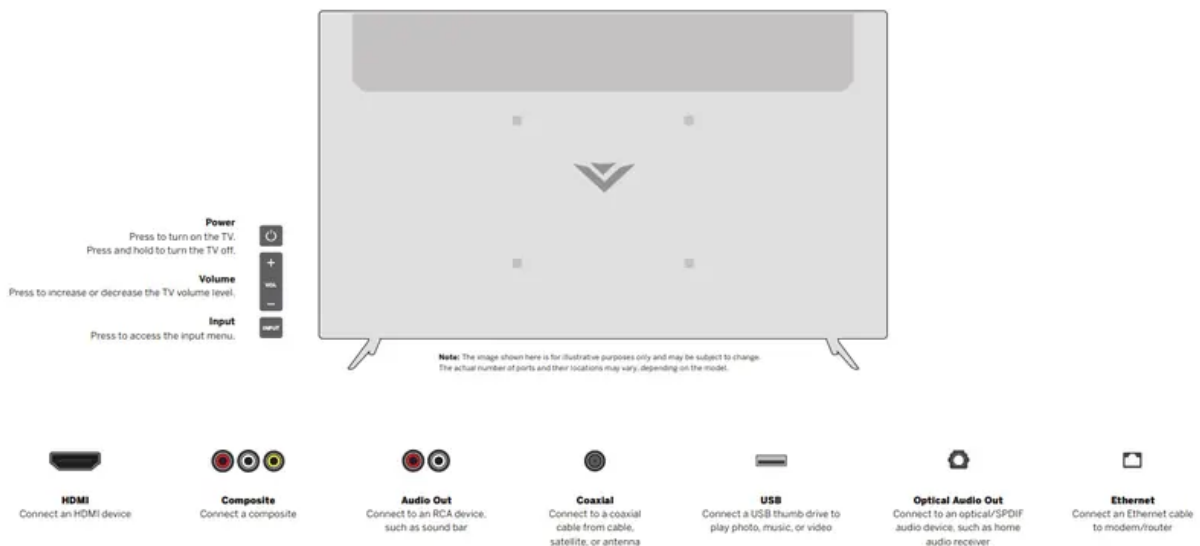 Power
Press to turn on the TV.
Press and hold to turn the TV off.
Volume
Press to increase or decrease the TV volume level.
Input
Press to access the input menu.
+
VOL
−
INPUT
Note: The image shown here is for illustrative purposes only and may be subject to change.
The actual number of ports and their locations may vary, depending on the model.
HDMI
Connect an HDMI device
Composite
Connect a composite
Audio Out
Connect to an RCA device,
such as sound bar
Coaxial
Connect to a coaxial
cable from cable,
satellite, or antenna
USB
Connect a USB thumb drive to
play photo, music, or video
Optical Audio Out
Connect to an optical/SPDIF
audio device, such as home
audio receiver
Ethernet
Connect an Ethernet cable
to modem/router